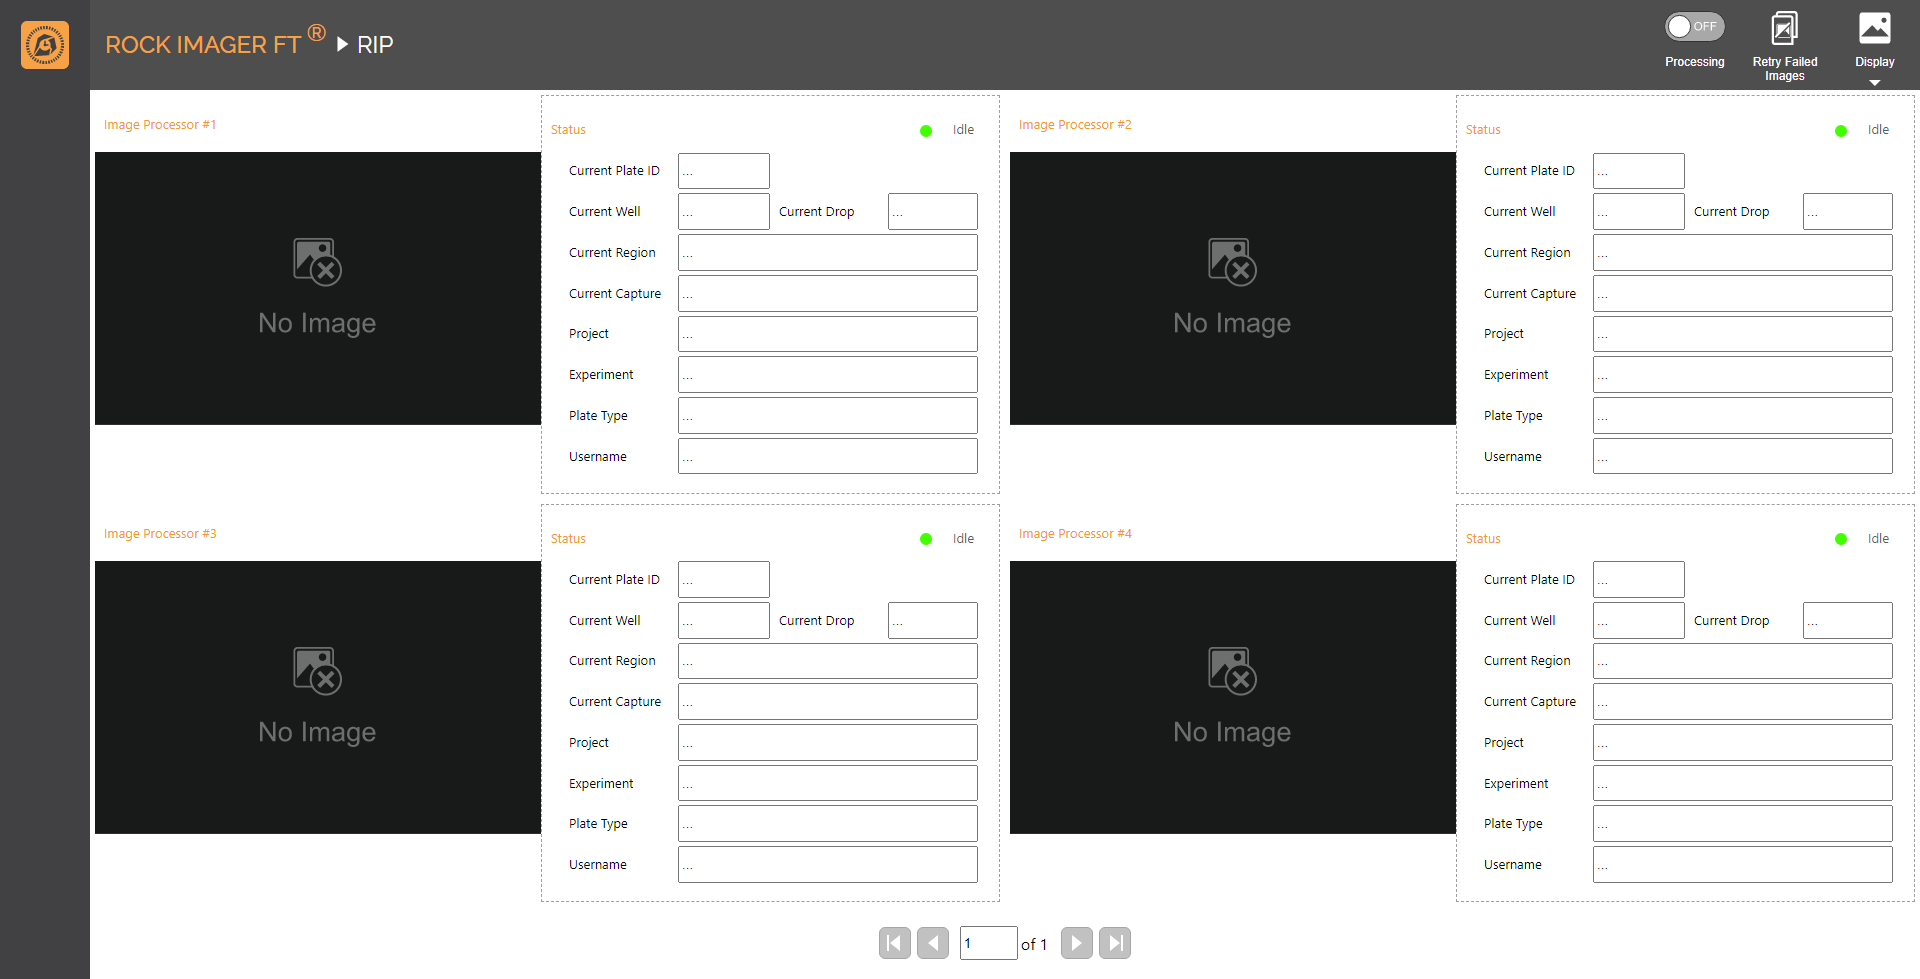 ROCK IMAGER FT ® RIP
OFF
Processing
Retry Failed
Images
Display
Image Processor #1
Status
Idle
Current Plate ID ...
Current Well ... Current Drop ...
Current Region ...
Current Capture ...
Project ...
Experiment ...
Plate Type ...
Username ...
No Image
Image Processor #2
Status
Idle
Current Plate ID ...
Current Well ... Current Drop ...
Current Region ...
Current Capture ...
Project ...
Experiment ...
Plate Type ...
Username ...
No Image
Image Processor #3
Status
Idle
Current Plate ID ...
Current Well ... Current Drop ...
Current Region ...
Current Capture ...
Project ...
Experiment ...
Plate Type ...
Username ...
No Image
Image Processor #4
Status
Idle
Current Plate ID ...
Current Well ... Current Drop ...
Current Region ...
Current Capture ...
Project ...
Experiment ...
Plate Type ...
Username ...
No Image
1 of 1